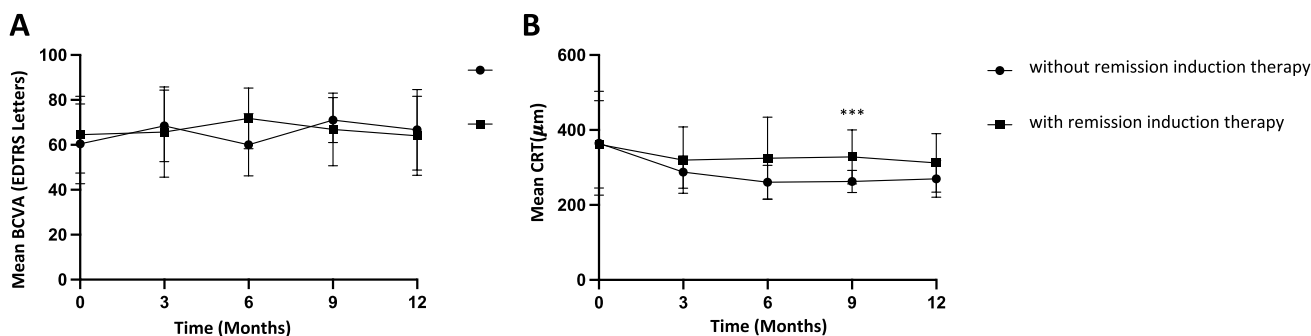 A
Mean BCVA (EDTRS Letters)
100
80
60
40
20
0
0 3 6 9 12
Time (Months)
B
Mean CRT(μm)
600
400
200
0
***
0 3 6 9 12
Time (Months)
without remission induction therapy
with remission induction therapy